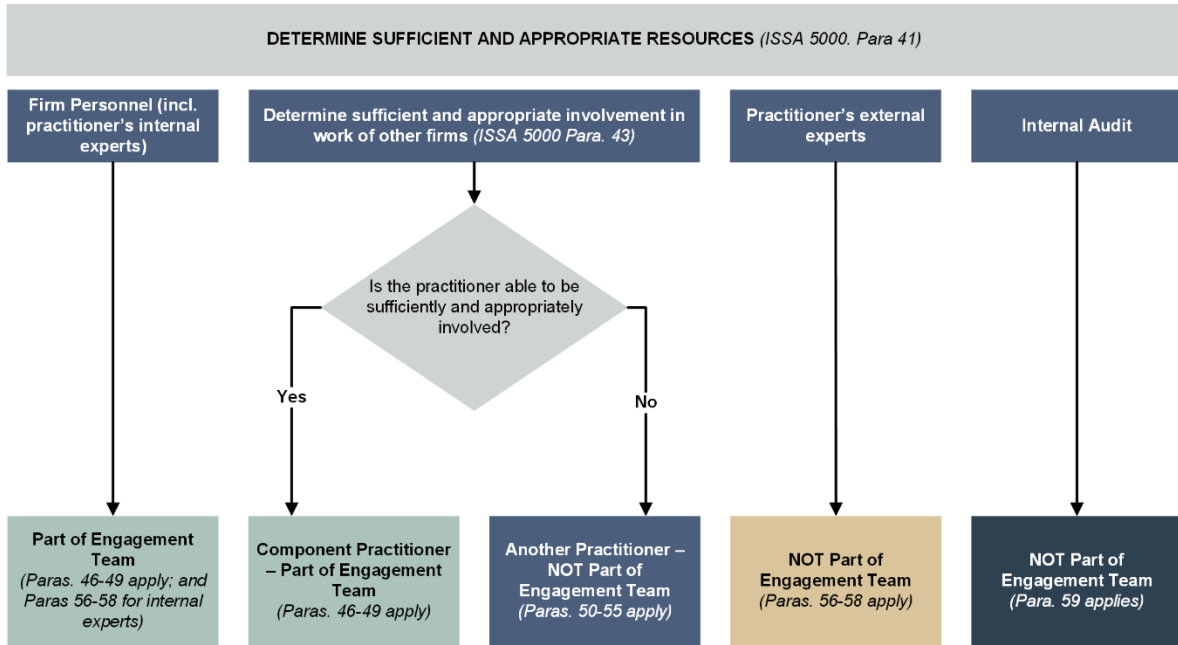 DETERMINE SUFFICIENT AND APPROPRIATE RESOURCES (ISSA 5000. Para 41)
Firm Personnel (incl.
practitioner's internal
experts)
Determine sufficient and appropriate involvement in
work of other firms (ISSA 5000 Para. 43)
Practitioner's external
experts
Internal Audit
Is the practitioner able to be
sufficiently and appropriately
involved?
Yes
No
Part of Engagement
Team
(Paras. 46-49 apply; and
Paras 56-58 for internal
experts)
Component Practitioner
– Part of Engagement
Team
(Paras. 46-49 apply)
Another Practitioner –
NOT Part of
Engagement Team
(Paras. 50-55 apply)
NOT Part of
Engagement Team
(Paras. 56-58 apply)
NOT Part of
Engagement Team
(Para. 59 applies)